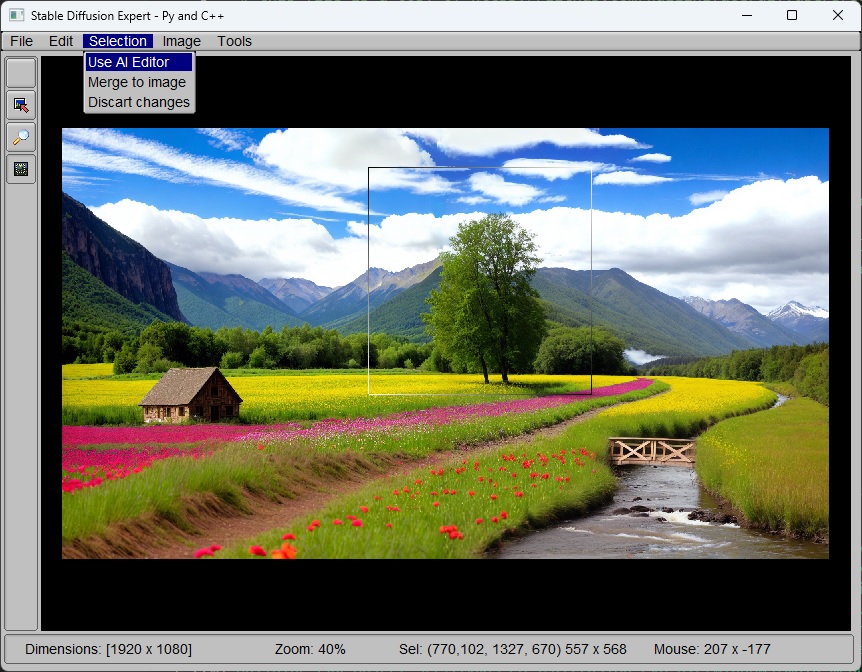 Stable Diffusion Expert - Py and C++
File Edit Selection Image Tools
Use AI Editor
Merge to image
Discart changes
Dimensions: [1920 x 1080] Zoom: 40% Sel: (770,102, 1327, 670) 557 x 568 Mouse: 207 x -177